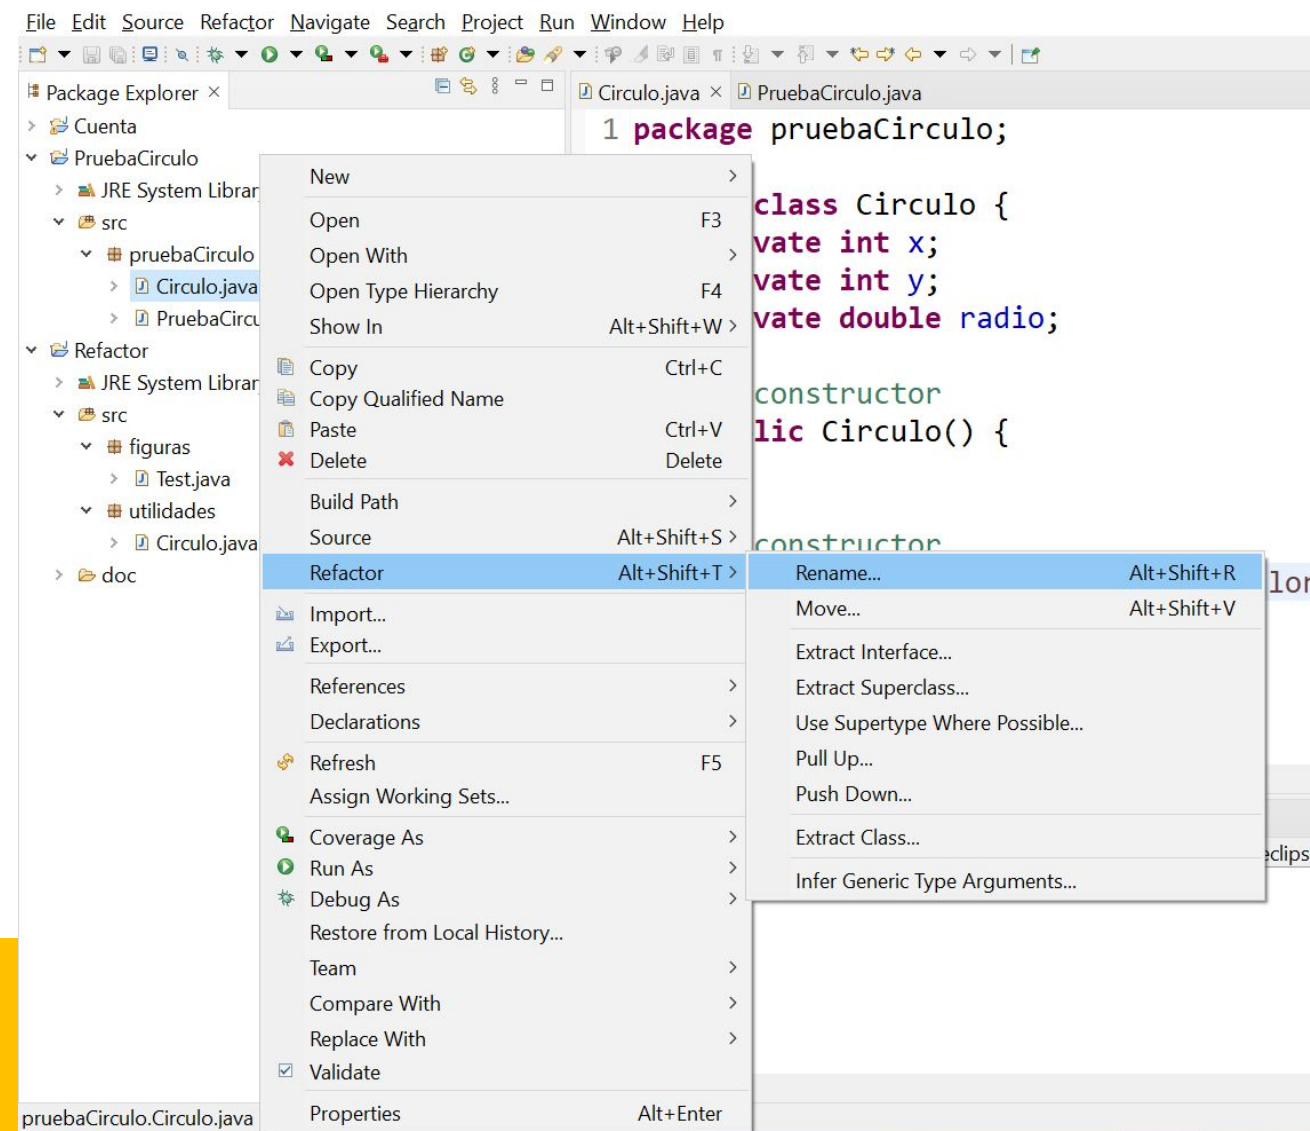 File Edit Source Refactor Navigate Search Project Run Window Help
Package Explorer
Circulo.java
PruebaCirculo.java
Cuenta
PruebaCirculo
JRE System Librar
src
pruebaCirculo
Circulo.java
PruebaCircu
Refactor
JRE System Librar
src
figuras
Test.java
utilidades
Circulo.java
doc
New
Open F3
Open With
Open Type Hierarchy F4
Show In Alt+Shift+W
Copy Ctrl+C
Copy Qualified Name
Paste Ctrl+V
Delete Delete
Build Path
Source Alt+Shift+S
Refactor Alt+Shift+T
Import...
Export...
References
Declarations
Refresh F5
Assign Working Sets...
Coverage As
Run As
Debug As
Restore from Local History...
Team
Compare With
Replace With
Validate
Properties Alt+Enter
Rename... Alt+Shift+R
Move... Alt+Shift+V
Extract Interface...
Extract Superclass...
Use Supertype Where Possible...
Pull Up...
Push Down...
Extract Class...
Infer Generic Type Arguments...
1 package pruebaCirculo;
class Circulo {
vate int x;
vate int y;
vate double radio;
constructor
lic Circulo() {
constructor
lor
eclips
pruebaCirculo.Circulo.java